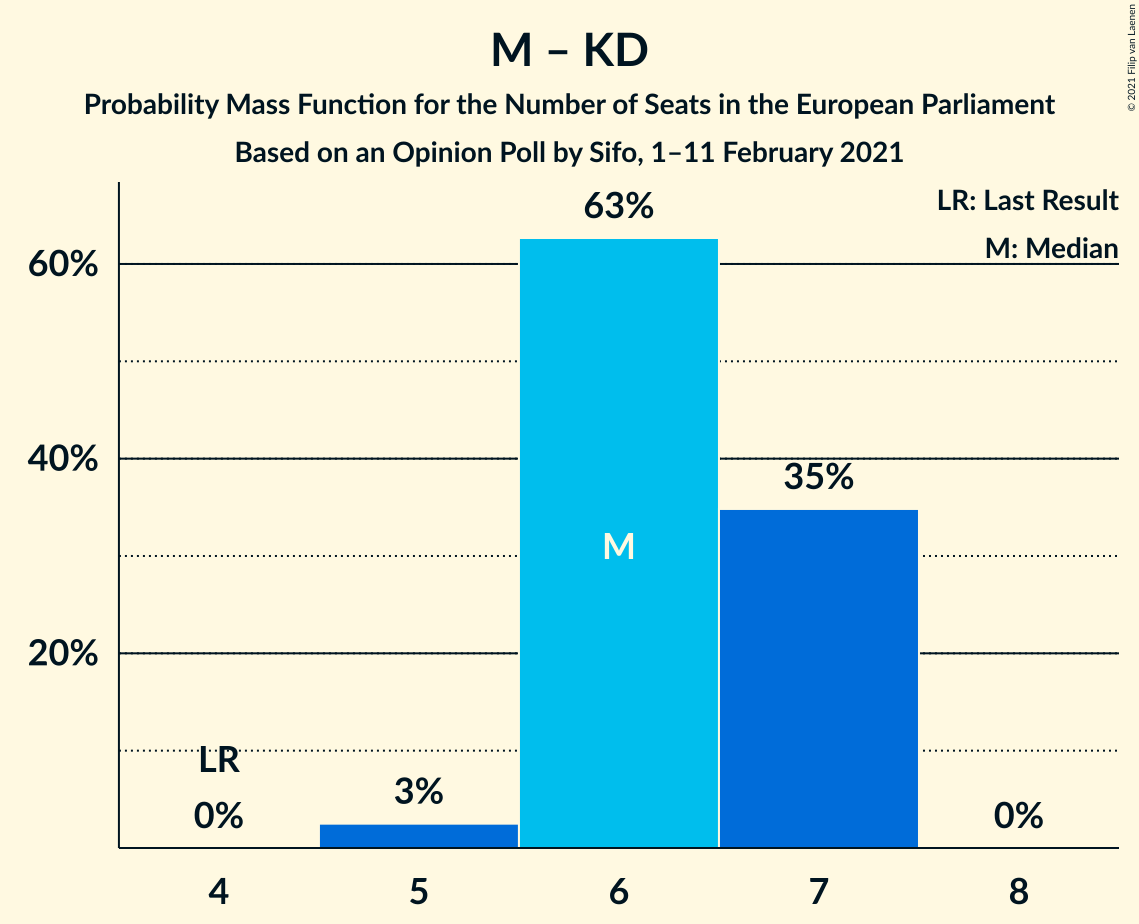 M – KD
Probability Mass Function for the Number of Seats in the European Parliament
Based on an Opinion Poll by Sifo, 1–11 February 2021
© 2021 Filip van Laenen
LR: Last Result
M: Median
63%
60%
40%
35%
M
20%
LR
3%
0%
0%
4
5
6
7
8